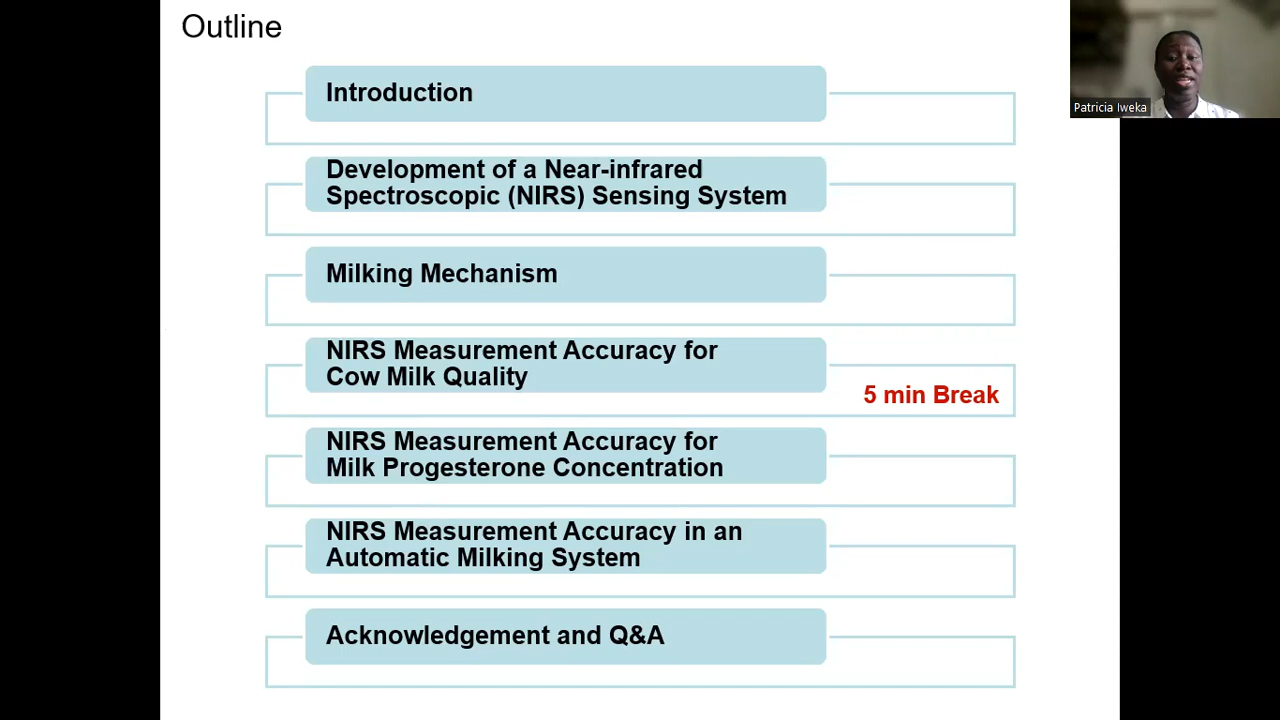 Outline
Introduction
Development of a Near-infrared
Spectroscopic (NIRS) Sensing System
Milking Mechanism
NIRS Measurement Accuracy for
Cow Milk Quality
5 min Break
NIRS Measurement Accuracy for
Milk Progesterone Concentration
NIRS Measurement Accuracy in an
Automatic Milking System
Acknowledgement and Q&A
Patricia Iweka